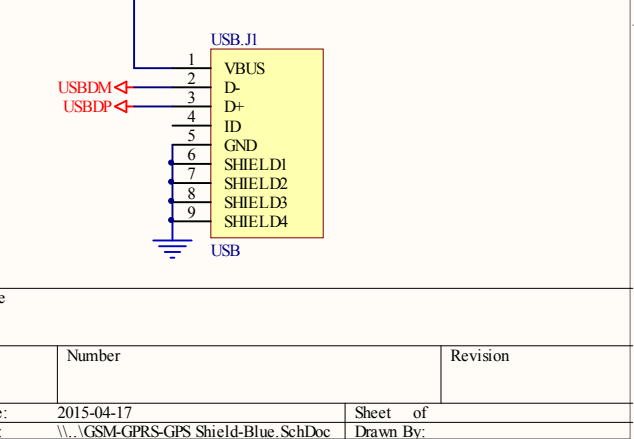 USB.J1
1 VBUS
USBDM 2 D-
USBDP 3 D+
4 ID
5 GND
6 SHIELD1
7 SHIELD2
8 SHIELD3
9 SHIELD4
USB
e
Number Revision
e: 2015-04-17 Sheet of
: \\..\GSM-GPRS-GPS Shield-Blue.SchDoc Drawn By: